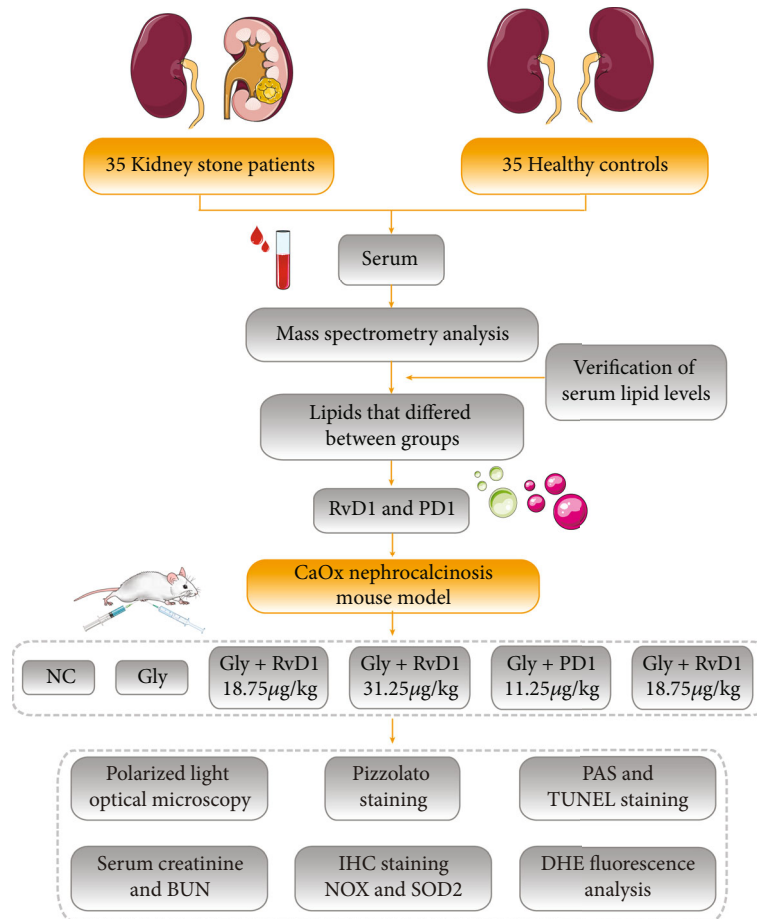 35 Kidney stone patients
35 Healthy controls
Serum
Mass spectrometry analysis
Verification of
serum lipid levels
Lipids that differed
between groups
RvD1 and PD1
CaOx nephrocalcinosis
mouse model
NC
Gly
Gly + RvD1
18.75μg/kg
Gly + RvD1
31.25μg/kg
Gly + PD1
11.25μg/kg
Gly + RvD1
18.75μg/kg
Polarized light
optical microscopy
Pizzolato
staining
PAS and
TUNEL staining
Serum creatinine
and BUN
IHC staining
NOX and SOD2
DHE fluorescence
analysis